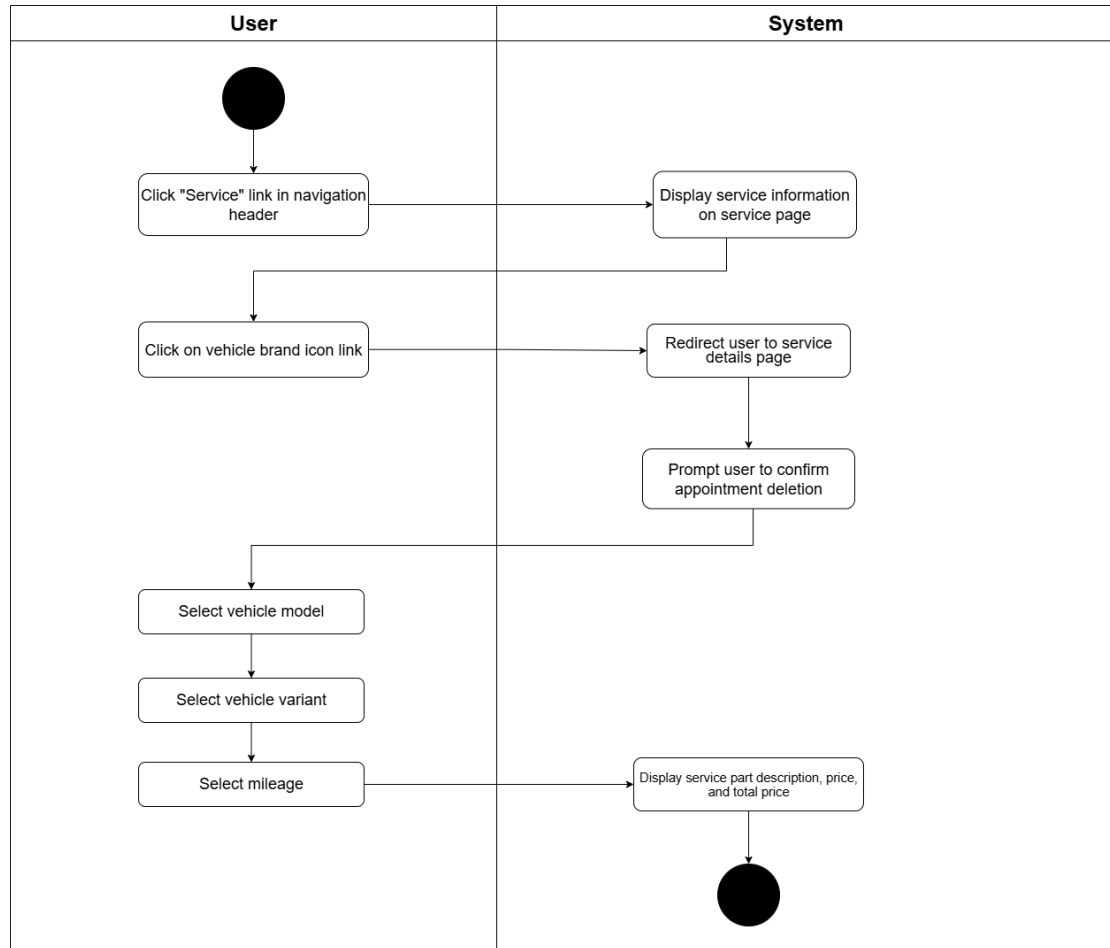 User
System
Click "Service" link in navigation
header
Display service information
on service page
Click on vehicle brand icon link
Redirect user to service
details page
Prompt user to confirm
appointment deletion
Select vehicle model
Select vehicle variant
Select mileage
Display service part description, price,
and total price